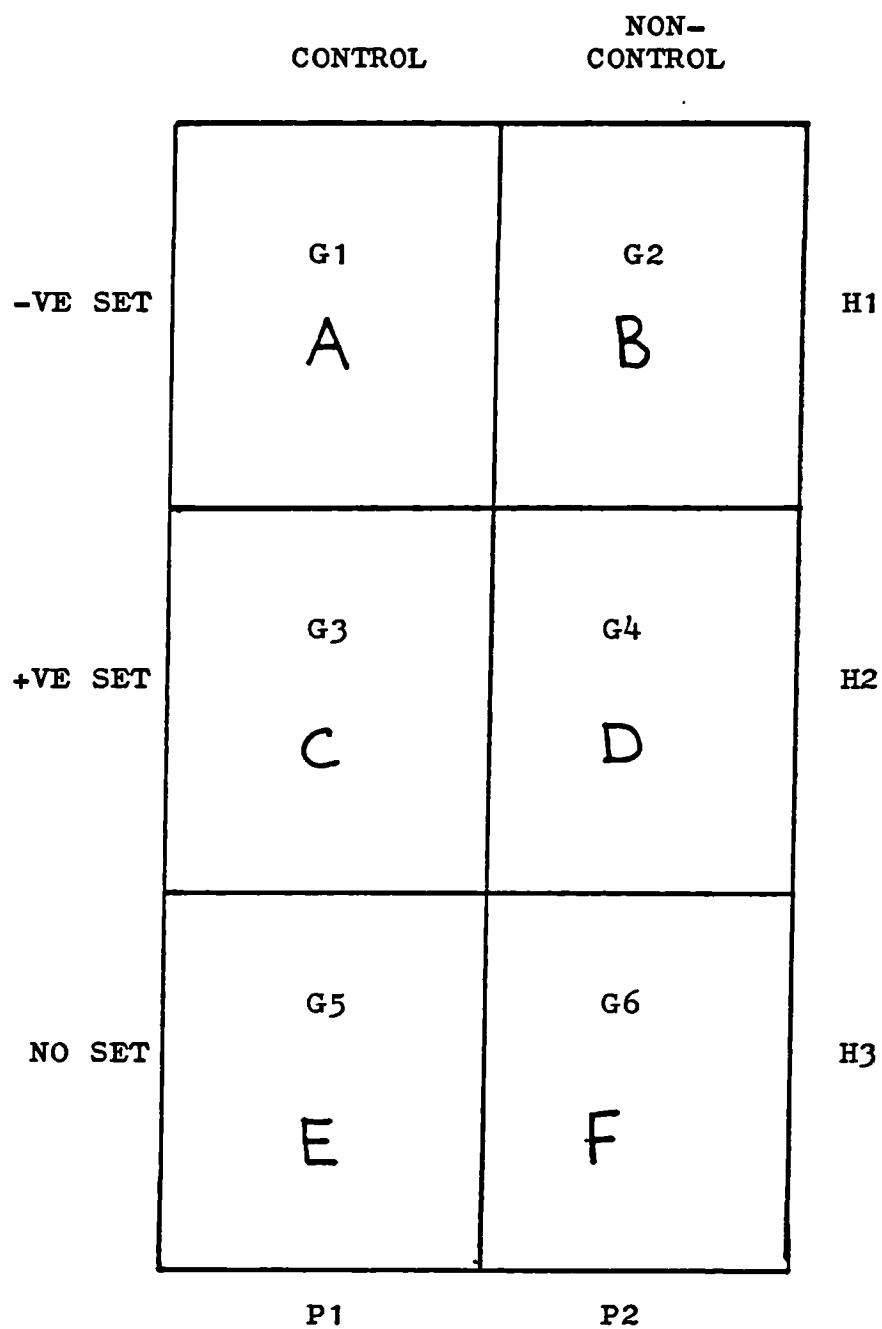 NON-
CONTROL CONTROL
G1 G2
-VE SET A B H1
G3 G4
+VE SET C D H2
G5 G6
NO SET E F H3
P1 P2